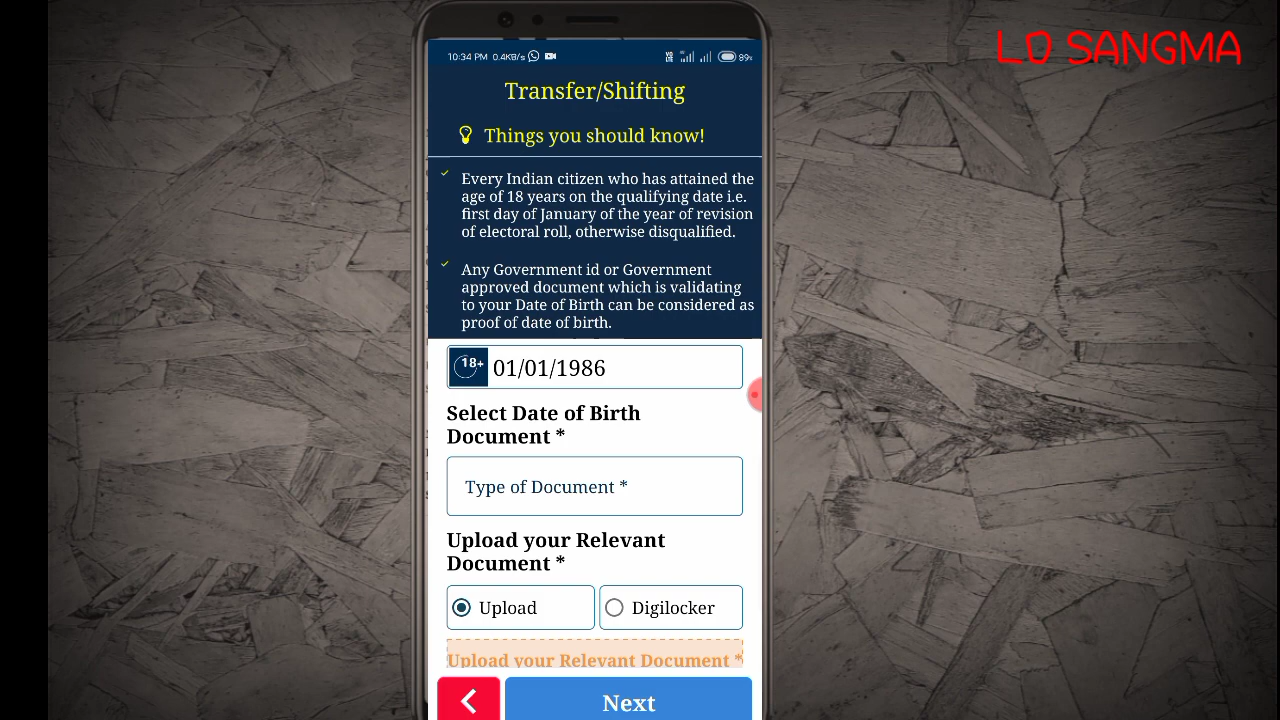 LD SANGMA
10:34 PM 0.4KB/s 89%
Transfer/Shifting
Things you should know!
Every Indian citizen who has attained the
age of 18 years on the qualifying date i.e.
first day of January of the year of revision
of electoral roll, otherwise disqualified.
Any Government id or Government
approved document which is validating
to your Date of Birth can be considered as
proof of date of birth.
18+ 01/01/1986
Select Date of Birth
Document *
Type of Document *
Upload your Relevant
Document *
Upload Digilocker
Upload your Relevant Document *
Next